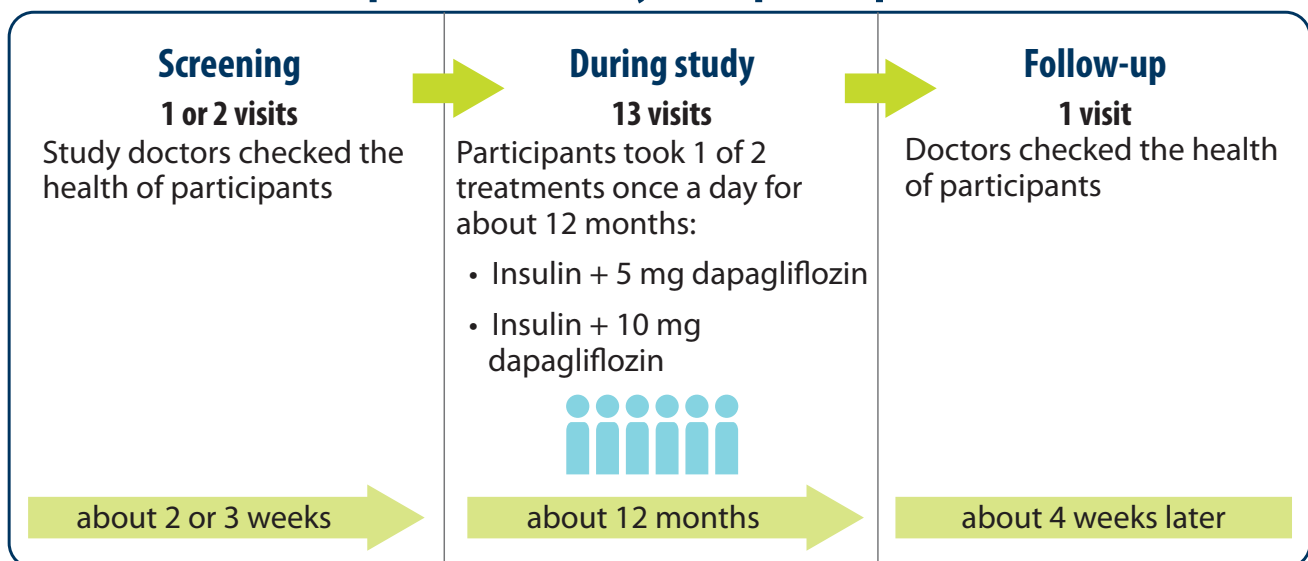 Screening
1 or 2 visits
Study doctors checked the
health of participants
about 2 or 3 weeks
During study
13 visits
Participants took 1 of 2
treatments once a day for
about 12 months:
• Insulin + 5 mg dapagliflozin
• Insulin + 10 mg
dapagliflozin
about 12 months
Follow-up
1 visit
Doctors checked the health
of participants
about 4 weeks later